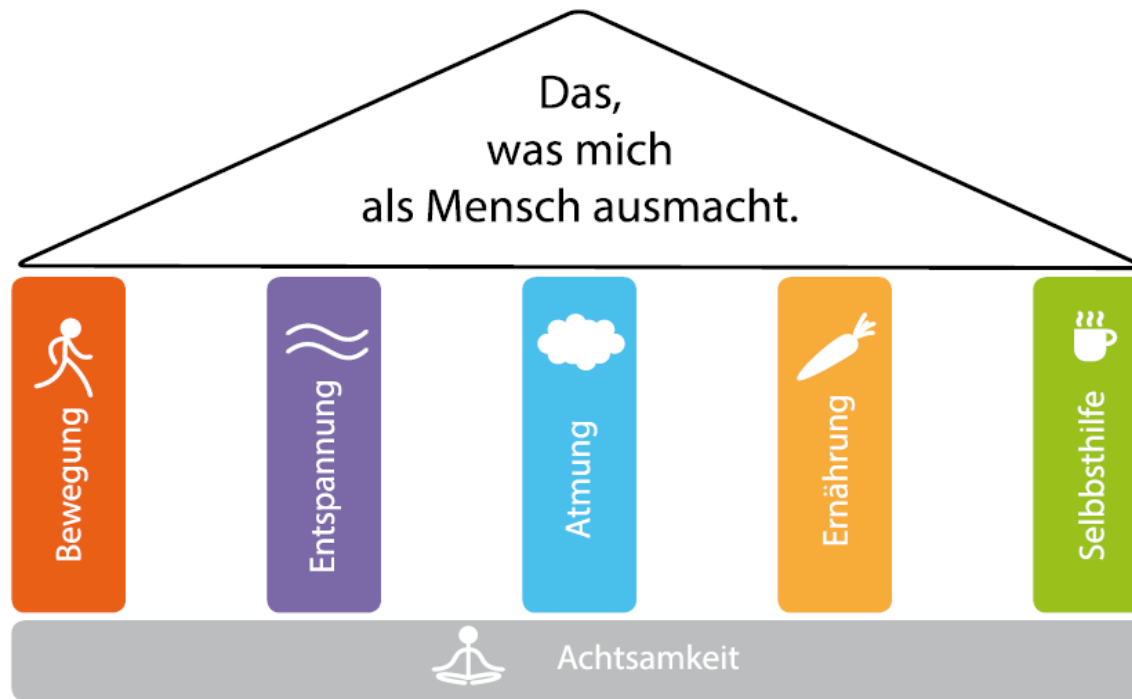 Das,
was mich
als Mensch ausmacht.
Bewegung
Entspannung
Atmung
Ernährung
Selbbsthilfe
Achtsamkeit